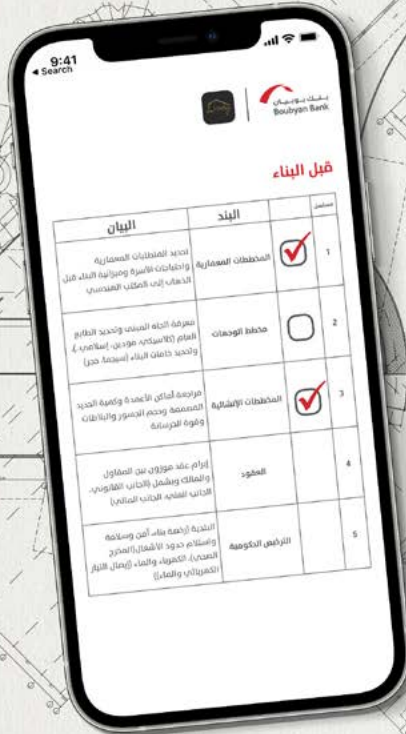 9:41
◀ Search
بنك بوبيان
Boubyan Bank
قبل البناء
مسلسل البند البيان
1 المخططات المعمارية تحديد المتطلبات المعمارية
واحتياجات الأسرة وميزانية البناء قبل
الذهاب إلى المكتب الهندسي
2 مخطط الوجهات معرفة اتجاه المبنى وتحديد الطابع
العام (كلاسيكي، مودرن، إسلامي..)،
وتحديد خامات البناء (سيجما، حجر)
3 المخططات الإنشائية مراجعة أماكن الأعمدة وكمية الحديد
المصممة وحجم الجسور والبلاطات
وقوة الخرسانة
4 العقود إبرام عقد موزون بين المقاول
والمالك ويشمل (الجانب القانوني،
الجانب الفني، الجانب المالي)
5 التراخيص الحكومية البلدية (رخصة بناء، أمن وسلامة
واستلام حدود الأشغال(المخرج
الصحي)، الكهرباء والماء ((إيصال التيار
الكهربائي والماء))